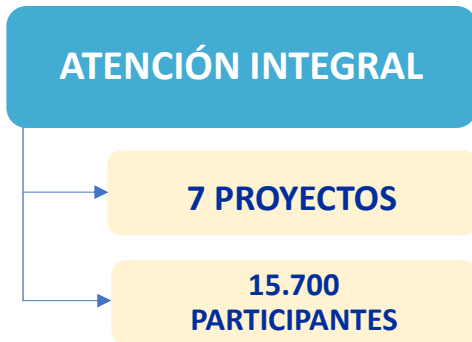 ATENCIÓN INTEGRAL
7 PROYECTOS
15.700
PARTICIPANTES